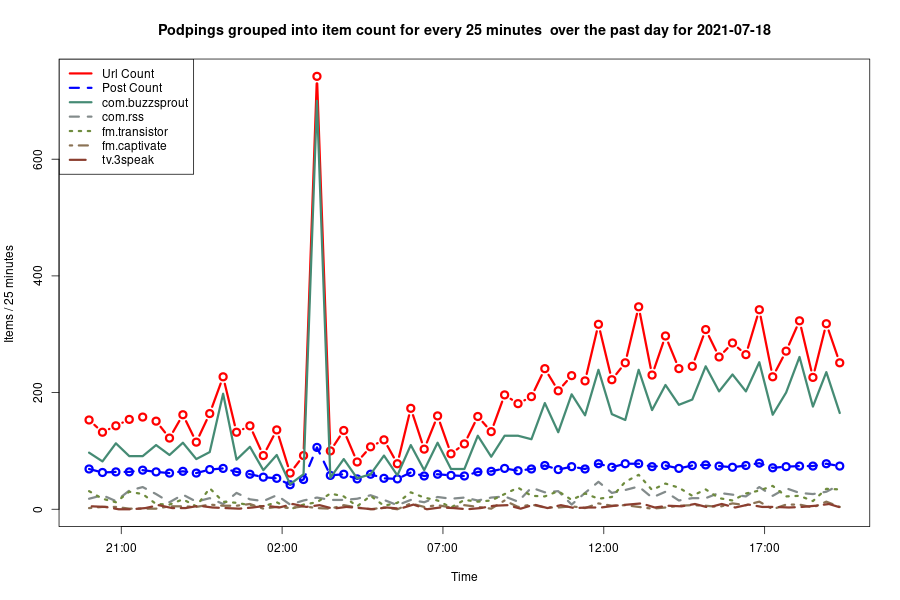 Podpings grouped into item count for every 25 minutes  over the past day for 2021-07-18
Url Count
Post Count
com.buzzsprout
com.rss
fm.transistor
fm.captivate
tv.3speak
Items / 25 minutes
600
400
200
0
21:00
02:00
07:00
12:00
17:00
Time